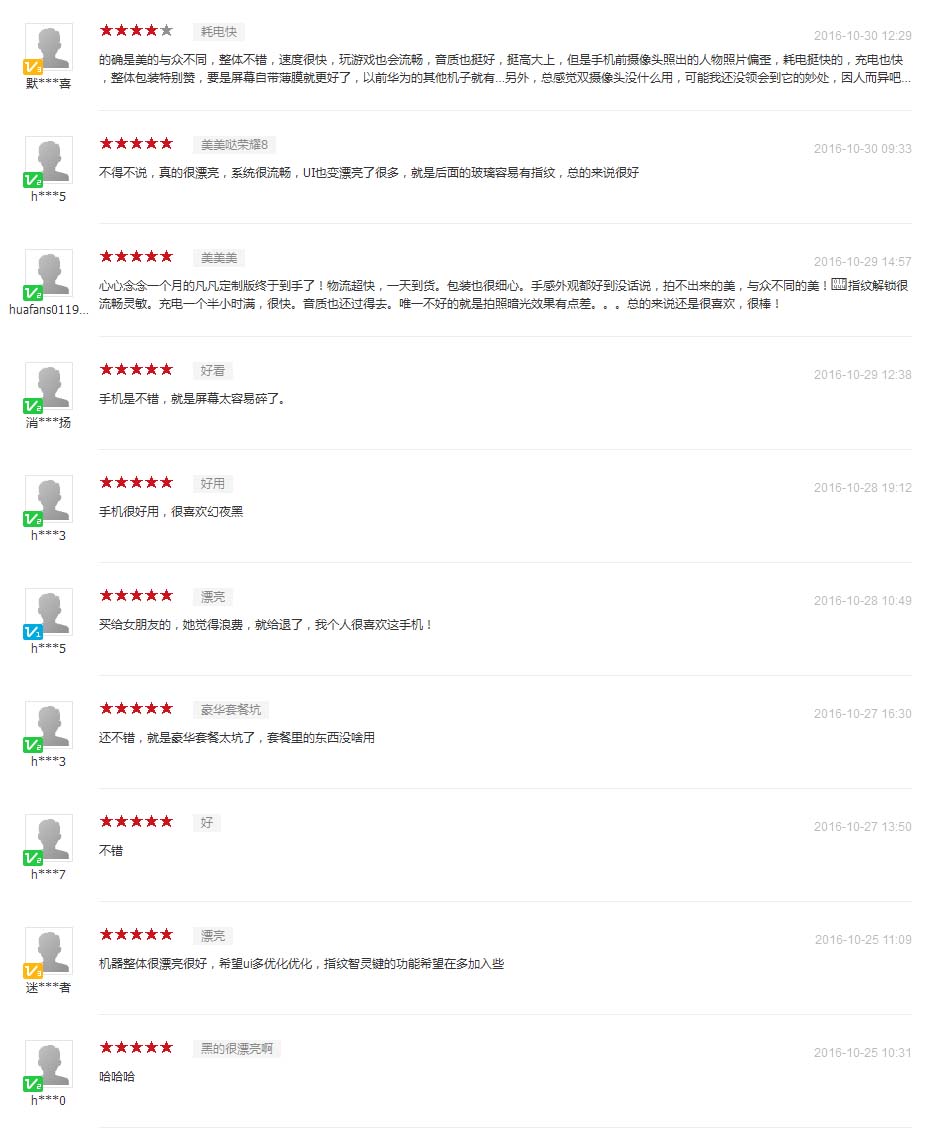 耗电快
2016-10-30 12:29
的确是美的与众不同，整体不错，速度很快，玩游戏也会流畅，音质也挺好，挺高大上，但是手机前摄像头照出的人物照片偏歪，耗电挺快的，充电也快
，整体包装特别赞，要是屏幕自带薄膜就更好了，以前华为的其他机子就有...另外，总感觉双摄像头没什么用，可能我还没领会到它的妙处，因人而异吧...
V3
默***喜
美美哒荣耀8
2016-10-30 09:33
不得不说，真的很漂亮，系统很流畅，UI也变漂亮了很多，就是后面的玻璃容易有指纹，总的来说很好
V2
h***5
美美美
2016-10-29 14:57
心心念念一个月的凡凡定制版终于到手了！物流超快，一天到货。包装也很细心。手感外观都好到没话说，拍不出来的美，与众不同的美！指纹解锁很
流畅灵敏。充电一个半小时满，很快。音质也还过得去。唯一不好的就是拍照暗光效果有点差。。。总的来说还是很喜欢，很棒！
V2
huafans0119...
好看
2016-10-29 12:38
手机是不错，就是屏幕太容易碎了。
V2
消***扬
好用
2016-10-28 19:12
手机很好用，很喜欢幻夜黑
V2
h***3
漂亮
2016-10-28 10:49
买给女朋友的，她觉得浪费，就给退了，我个人很喜欢这手机！
V1
h***5
豪华套餐坑
2016-10-27 16:30
还不错，就是豪华套餐太坑了，套餐里的东西没啥用
V2
h***3
好
2016-10-27 13:50
不错
V2
h***7
漂亮
2016-10-25 11:09
机器整体很漂亮很好，希望ui多优化优化，指纹智灵键的功能希望在多加入些
V3
迷***者
黑的很漂亮啊
2016-10-25 10:31
哈哈哈
V2
h***0